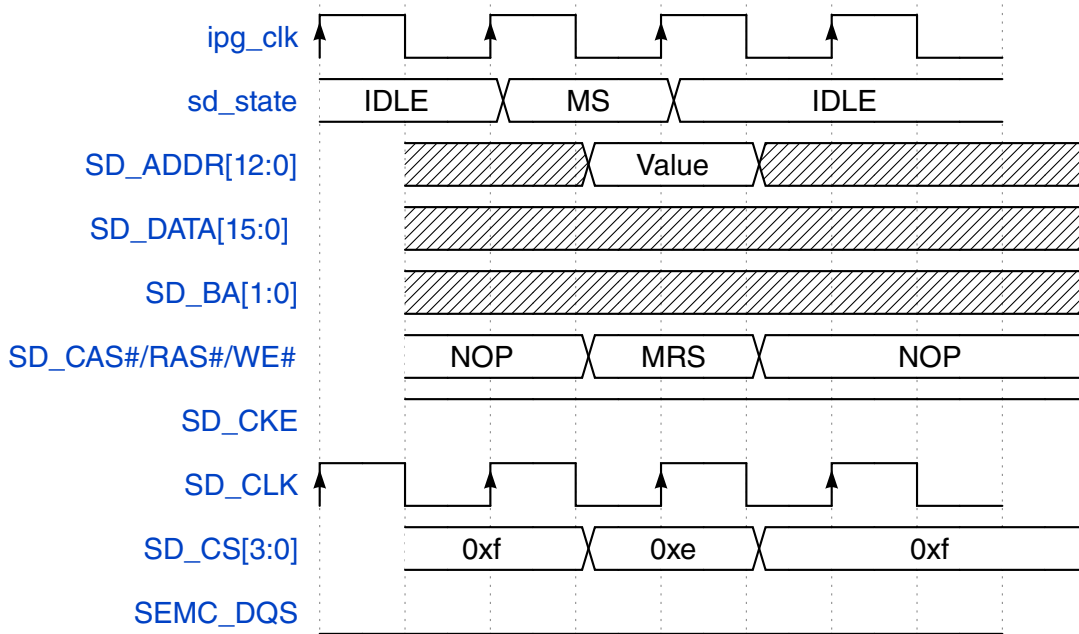 ipg_clk
sd_state IDLE MS IDLE
SD_ADDR[12:0] Value
SD_DATA[15:0]
SD_BA[1:0]
SD_CAS#/RAS#/WE# NOP MRS NOP
SD_CKE
SD_CLK
SD_CS[3:0] 0xf 0xe 0xf
SEMC_DQS